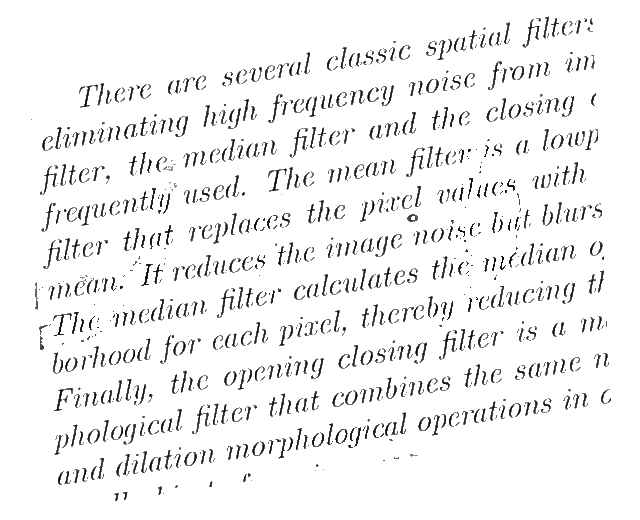 There are several classic spatial filters
eliminating high frequency noise from im
filter, the median filter and the closing
frequently used. The mean filter is a lowp
filter that replaces the pixel values with
mean. It reduces the image noise but blurs
The median filter calculates the median o
borhood for each pixel, thereby reducing th
Finally, the opening closing filter is a m
phological filter that combines the same n
and dilation morphological operations in